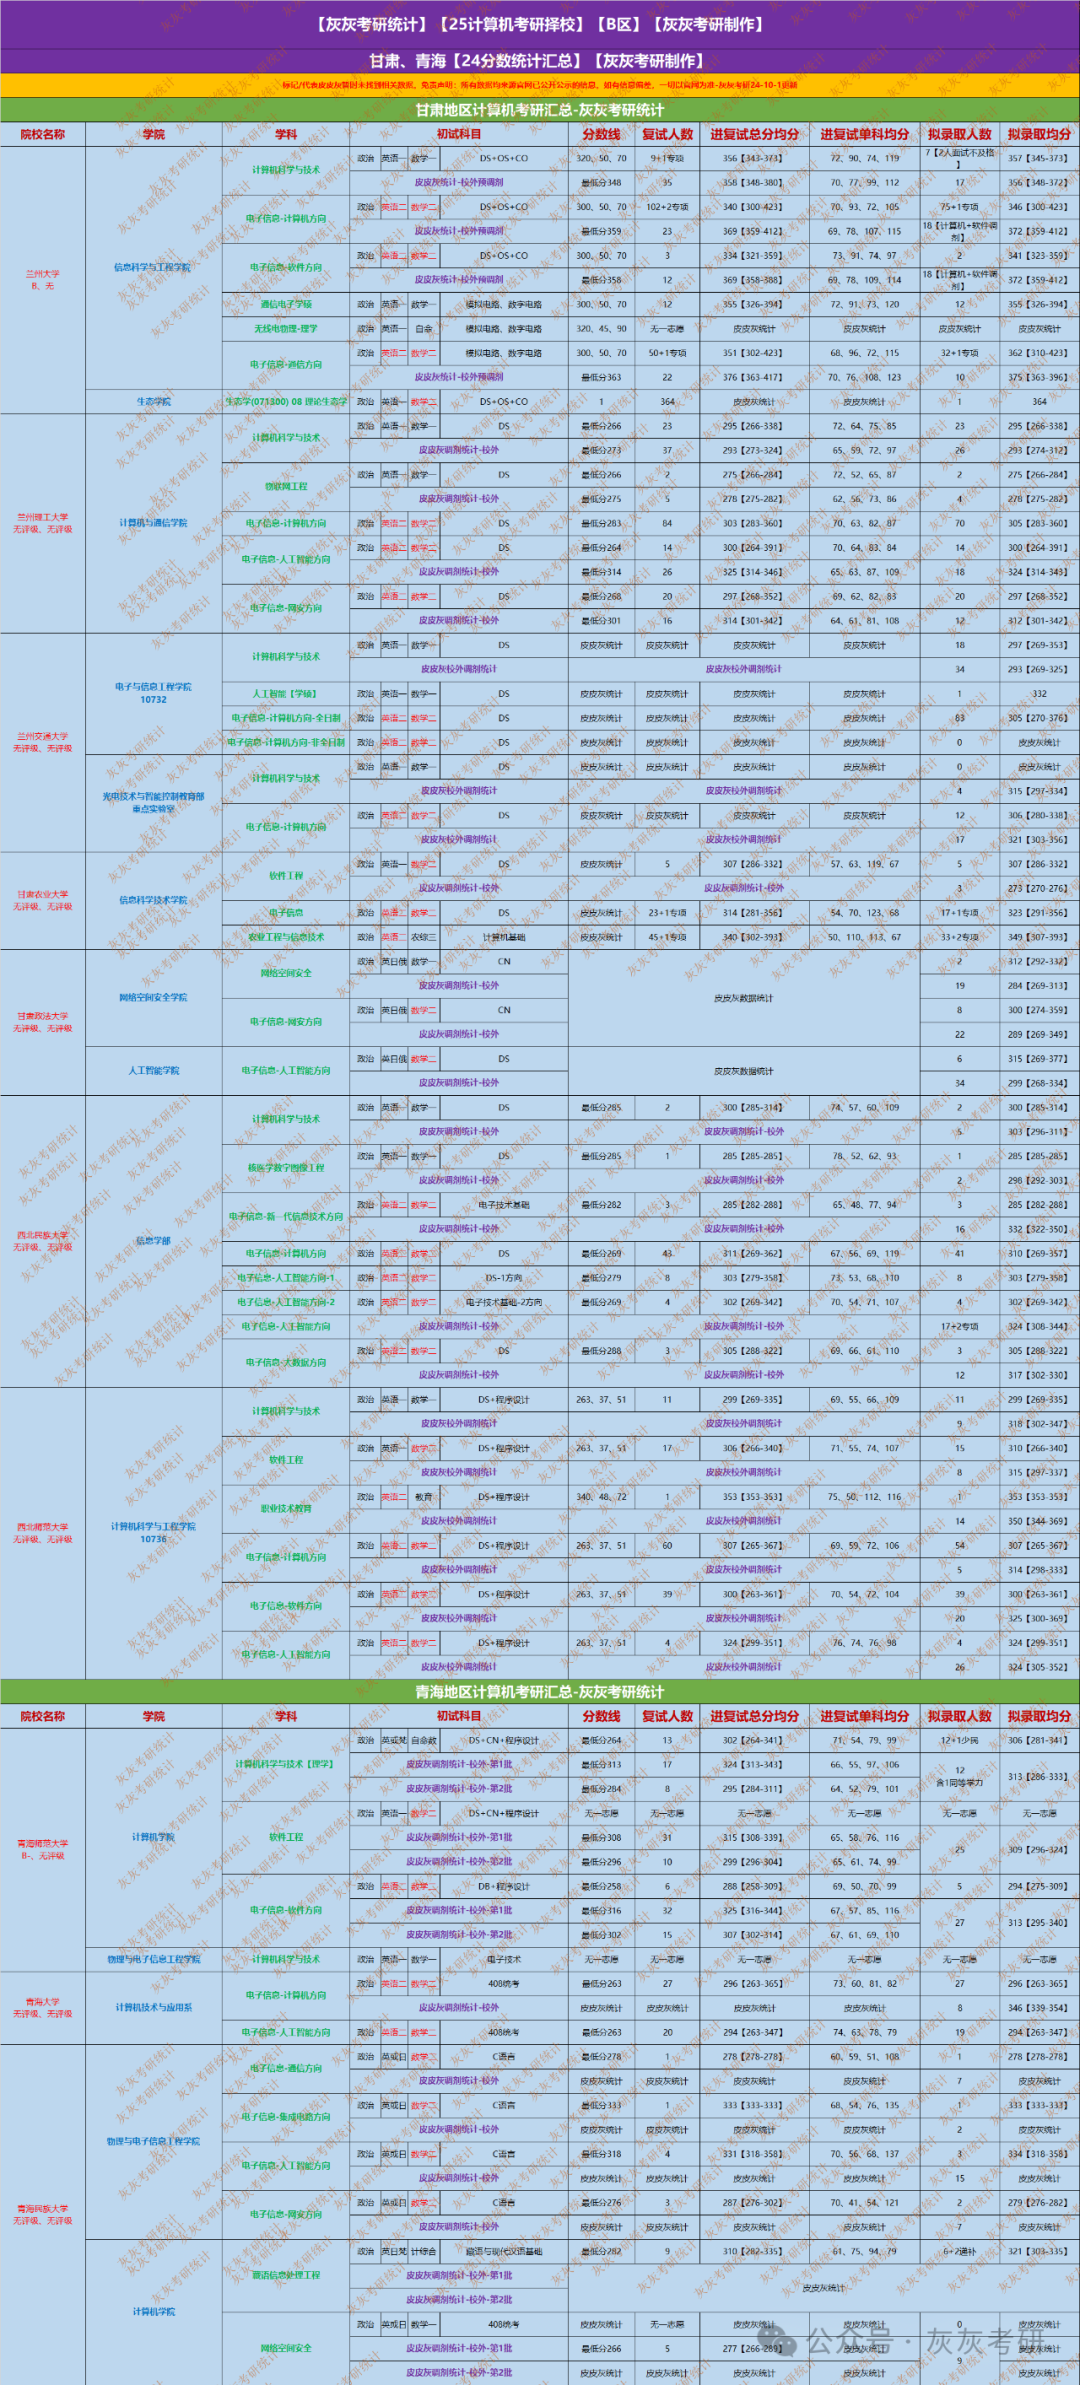 【灰灰考研统计】【25计算机考研择校】【B区】【灰灰考研制作】
甘肃、青海【24分数统计汇总】【灰灰考研制作】
标记/代表皮皮灰暂时未找到相关数据，免责声明：所有数据均来源官网已公开公示的信息，如有信息偏差，一切以官网为准-灰灰考研24-10-1更新
甘肃地区计算机考研汇总-灰灰考研统计
院校名称 学院 学科 初试科目 分数线 复试人数 进复试总分均分 进复试单科均分 拟录取人数 拟录取均分
兰州大学 B、无 信息科学与工程学院 计算机科学与技术 政治 英语一 数学一 DS+OS+CO 320、50、70 9+1专项 356【343-373】 72、90、74、119 7【2人面试不及格】 357【345-373】
皮皮灰统计-校外预调剂 最低分348 35 358【348-380】 70、77、99、112 17 356【348-372】
电子信息-计算机方向 政治 英语二 数学二 DS+OS+CO 300、50、70 102+2专项 340【300-423】 70、93、72、105 75+1专项 346【300-423】
皮皮灰统计-校外预调剂 最低分359 23 369【359-412】 69、78、107、115 18【计算机+软件调剂】 372【359-412】
电子信息-软件方向 政治 英语二 数学二 DS+OS+CO 300、50、70 3 334【321-359】 73、91、74、97 2 341【323-359】
皮皮灰统计-校外预调剂 最低分358 12 369【358-388】 69、78、109、114 18【计算机+软件调剂】 372【359-412】
通信电子学硕 政治 英语一 数学一 模拟电路、数字电路 300、50、70 12 355【326-394】 72、91、73、120 12 355【326-394】
无线电物理-理学 政治 英语一 自命 模拟电路、数字电路 320、45、90 无一志愿 皮皮灰统计 皮皮灰统计 皮皮灰统计 皮皮灰统计
电子信息-通信方向 政治 英语二 数学二 模拟电路、数字电路 300、50、70 50+1专项 351【302-423】 68、96、72、115 32+1专项 362【310-423】
皮皮灰统计-校外预调剂 最低分363 22 376【363-417】 70、76、108、123 10 375【363-396】
生态学院 生态学(071300) 08 理论生态学 政治 英语一 数学二 DS+OS+CO 1 364 皮皮灰统计 皮皮灰统计 1 364
兰州理工大学 无评级、无评级 计算机与通信学院 计算机科学与技术 政治 英语一 数学一 DS 最低分266 23 295【266-338】 72、64、75、85 23 295【266-338】
皮皮灰调剂统计-校外 最低分273 37 293【273-324】 65、59、72、97 26 293【274-312】
物联网工程 政治 英语一 数学一 DS 最低分266 2 275【266-284】 72、52、65、87 2 275【266-284】
皮皮灰调剂统计-校外 最低分275 5 278【275-282】 62、56、73、86 4 278【275-282】
电子信息-计算机方向 政治 英语二 数学二 DS 最低分283 84 303【283-360】 70、63、82、87 70 305【283-360】
电子信息-人工智能方向 政治 英语二 数学二 DS 最低分264 14 300【264-391】 70、64、83、84 14 300【264-391】
皮皮灰调剂统计-校外 最低分314 26 325【314-346】 65、63、87、109 18 324【314-343】
电子信息-网安方向 政治 英语二 数学二 DS 最低分268 20 297【268-352】 69、62、82、83 20 297【268-352】
皮皮灰调剂统计-校外 最低分301 16 314【301-342】 64、61、81、108 12 312【301-342】
兰州交通大学 无评级、无评级 电子与信息工程学院 10732 计算机科学与技术 政治 英语一 数学一 DS 皮皮灰统计 皮皮灰统计 皮皮灰统计 皮皮灰统计 18 297【269-353】
皮皮灰校外调剂统计 皮皮灰校外调剂统计 34 293【269-325】
人工智能【学硕】 政治 英语一 数学一 DS 皮皮灰统计 皮皮灰统计 皮皮灰统计 皮皮灰统计 1 332
电子信息-计算机方向-全日制 政治 英语二 数学二 DS 皮皮灰统计 皮皮灰统计 皮皮灰统计 皮皮灰统计 83 305【270-376】
电子信息-计算机方向-非全日制 政治 英语二 数学二 DS 皮皮灰统计 皮皮灰统计 皮皮灰统计 皮皮灰统计 0 皮皮灰统计
光电技术与智能控制教育部重点实验室 计算机科学与技术 政治 英语一 数学一 DS 皮皮灰统计 皮皮灰统计 皮皮灰统计 皮皮灰统计 0 皮皮灰统计
皮皮灰校外调剂统计 皮皮灰校外调剂统计 4 315【297-334】
电子信息-计算机方向 政治 英语二 数学二 DS 皮皮灰统计 皮皮灰统计 皮皮灰统计 皮皮灰统计 12 306【280-338】
皮皮灰校外调剂统计 皮皮灰校外调剂统计 17 321【303-356】
甘肃农业大学 无评级、无评级 信息科学技术学院 软件工程 政治 英语一 数学二 DS 皮皮灰统计 5 307【286-332】 57、63、119、67 5 307【286-332】
皮皮灰调剂统计-校外 皮皮灰调剂统计-校外 3 273【270-276】
电子信息 政治 英语二 数学二 DS 皮皮灰统计 23+1专项 314【281-356】 54、70、123、68 17+1专项 323【291-356】
农业工程与信息技术 政治 英语二 农综三 计算机基础 皮皮灰统计 45+1专项 340【302-393】 50、110、113、67 33+2专项 349【307-393】
甘肃政法大学 无评级、无评级 网络空间安全学院 网络空间安全 政治 英日俄 数学一 CN 皮皮灰数据统计 2 312【292-332】
皮皮灰调剂统计-校外 19 284【269-313】
电子信息-网安方向 政治 英日俄 数学二 CN 8 300【274-359】
皮皮灰调剂统计-校外 22 289【269-349】
人工智能学院 电子信息-人工智能方向 政治 英日俄 数学二 DS 皮皮灰数据统计 6 315【269-377】
皮皮灰调剂统计-校外 34 299【268-334】
西北民族大学 无评级、无评级 信息学部 计算机科学与技术 政治 英语一 数学一 DS 最低分285 2 300【285-314】 74、57、60、109 2 300【285-314】
皮皮灰调剂统计-校外 皮皮灰调剂统计-校外 5 303【296-311】
核医学数字图像工程 政治 英语一 数学一 DS 最低分285 1 285【285-285】 78、52、62、93 1 285【285-285】
皮皮灰调剂统计-校外 皮皮灰调剂统计-校外 2 298【292-303】
电子信息-新一代信息技术方向 政治 英语二 数学二 电子技术基础 最低分282 3 285【282-288】 65、48、77、94 3 285【282-288】
皮皮灰调剂统计-校外 皮皮灰调剂统计-校外 16 332【322-350】
电子信息-计算机方向 政治 英语二 数学二 DS 最低分269 43 311【269-362】 67、56、69、119 41 310【269-357】
电子信息-人工智能方向-1 政治 英语二 数学二 DS-1方向 最低分279 8 303【279-358】 73、53、68、110 8 303【279-358】
电子信息-人工智能方向-2 政治 英语二 数学二 电子技术基础-2方向 最低分269 4 302【269-342】 70、54、71、107 4 302【269-342】
电子信息-人工智能方向 皮皮灰调剂统计-校外 皮皮灰调剂统计-校外 17+2专项 324【308-344】
电子信息-大数据方向 政治 英语二 数学二 DS 最低分288 3 305【288-322】 69、66、61、110 3 305【288-322】
皮皮灰调剂统计-校外 皮皮灰调剂统计-校外 12 317【302-330】
西北师范大学 无评级、无评级 计算机科学与工程学院 10736 计算机科学与技术 政治 英语一 数学一 DS+程序设计 263、37、51 11 299【269-335】 69、55、66、109 11 299【269-335】
皮皮灰校外调剂统计 皮皮灰校外调剂统计 9 318【302-347】
软件工程 政治 英语一 数学二 DS+程序设计 263、37、51 17 306【266-340】 71、55、74、107 15 310【266-340】
皮皮灰校外调剂统计 皮皮灰校外调剂统计 8 315【297-337】
职业技术教育 政治 英语二 教育 DS+程序设计 340、48、72 1 353【353-353】 75、50、112、116 1 353【353-353】
皮皮灰校外调剂统计 皮皮灰校外调剂统计 14 350【344-369】
电子信息-计算机方向 政治 英语二 数学二 DS+程序设计 263、37、51 60 307【265-367】 69、59、72、106 54 307【265-367】
皮皮灰校外调剂统计 皮皮灰校外调剂统计 5 314【298-333】
电子信息-软件方向 政治 英语二 数学二 DS+程序设计 263、37、51 39 300【263-361】 70、54、72、104 39 300【263-361】
皮皮灰校外调剂统计 皮皮灰校外调剂统计 20 325【300-369】
电子信息-人工智能方向 政治 英语二 数学二 DS+程序设计 263、37、51 4 324【299-351】 76、74、76、98 4 324【299-351】
皮皮灰校外调剂统计 皮皮灰校外调剂统计 26 324【305-352】
青海地区计算机考研汇总-灰灰考研统计
院校名称 学院 学科 初试科目 分数线 复试人数 进复试总分均分 进复试单科均分 拟录取人数 拟录取均分
青海师范大学 B-、无评级 计算机学院 计算机科学与技术【理学】 政治 英或梵 自命数 DS+CN+程序设计 最低分264 13 302【264-341】 71、54、79、99 12+1少民 306【281-341】
皮皮灰调剂统计-校外-第1批 最低分313 17 324【313-343】 66、55、97、106 12 含1同等学力 313【286-333】
皮皮灰调剂统计-校外-第2批 最低分284 8 295【284-311】 64、52、79、101
软件工程 政治 英语一 数学二 DS+CN+程序设计 无一志愿 无一志愿 无一志愿 无一志愿 无一志愿 无一志愿
皮皮灰调剂统计-校外-第1批 最低分308 31 315【308-339】 65、58、76、116 25 309【296-324】
皮皮灰调剂统计-校外-第2批 最低分296 10 299【296-304】 65、61、74、99
电子信息-软件方向 政治 英语二 数学二 DB+程序设计 最低分258 6 288【258-309】 69、50、70、99 5 294【275-309】
皮皮灰调剂统计-校外-第1批 最低分316 32 325【316-344】 67、57、85、116 27 313【295-340】
皮皮灰调剂统计-校外-第2批 最低分302 15 307【302-314】 67、61、69、110
物理与电子信息工程学院 计算机科学与技术 政治 英语一 数学一 电子技术 无一志愿 无一志愿 无一志愿 无一志愿 无一志愿 无一志愿
青海大学 无评级、无评级 计算机技术与应用系 电子信息-计算机方向 政治 英语二 数学二 408统考 最低分263 27 296【263-365】 73、60、81、82 27 296【263-365】
皮皮灰调剂统计-校外 皮皮灰统计 皮皮灰统计 皮皮灰统计 皮皮灰统计 8 346【339-354】
电子信息-人工智能方向 政治 英语二 数学二 408统考 最低分263 20 294【263-347】 74、63、78、79 19 294【263-347】
青海民族大学 无评级、无评级 物理与电子信息工程学院 电子信息-通信方向 政治 英或日 数学二 C语言 最低分278 1 278【278-278】 60、59、51、108 1 278【278-278】
皮皮灰调剂统计-校外 皮皮灰统计 皮皮灰统计 皮皮灰统计 皮皮灰统计 7 皮皮灰统计
电子信息-集成电路方向 政治 英或日 数学二 C语言 最低分333 1 333【333-333】 68、54、76、135 1 333【333-333】
皮皮灰调剂统计-校外 皮皮灰统计 皮皮灰统计 皮皮灰统计 皮皮灰统计 2 皮皮灰统计
电子信息-人工智能方向 政治 英或日 数学二 C语言 最低分318 4 331【318-358】 70、56、68、137 3 334【318-358】
皮皮灰调剂统计-校外 皮皮灰统计 皮皮灰统计 皮皮灰统计 皮皮灰统计 15 皮皮灰统计
电子信息-网安方向 政治 英或日 数学二 C语言 最低分276 3 287【276-302】 70、41、54、121 2 279【276-282】
皮皮灰调剂统计-校外 皮皮灰统计 皮皮灰统计 皮皮灰统计 皮皮灰统计 7 皮皮灰统计
计算机学院 藏语信息处理工程 政治 英日梵 计综合 藏语与现代汉语基础 最低分282 9 310【282-335】 61、75、94、79 6+2递补 321【303-335】
皮皮灰调剂统计-校外-第1批 皮皮灰统计
皮皮灰调剂统计-校外-第2批
网络空间安全 政治 英或日 数学一 408统考 皮皮灰统计 无一志愿 皮皮灰统计 皮皮灰统计 0 皮皮灰统计
皮皮灰调剂统计-校外-第1批 最低分266 5 277【266-289】 9
皮皮灰调剂统计-校外-第2批 皮皮灰统计 皮皮灰统计 皮皮灰统计 皮皮灰统计 皮皮灰统计
公众号·灰灰考研